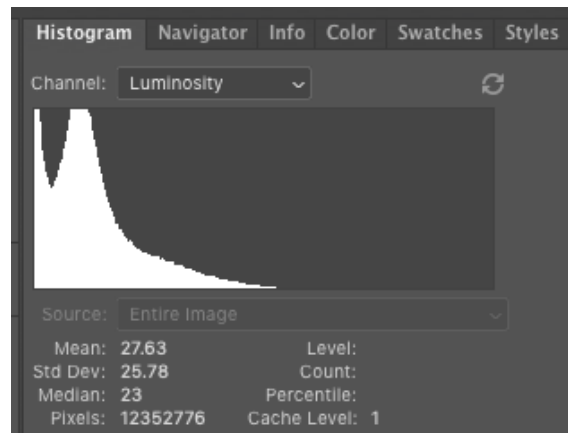 Histogram Navigator Info Color Swatches Styles
Channel: Luminosity
Source: Entire Image
Mean: 27.63 Level:
Std Dev: 25.78 Count:
Median: 23 Percentile:
Pixels: 12352776 Cache Level: 1